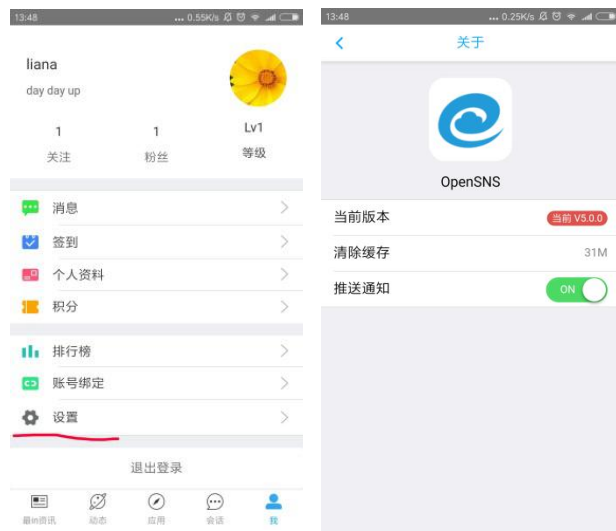 13:48
... 0.55K/s
liana
day day up
1
1
Lv1
关注
粉丝
等级
消息
签到
个人资料
积分
排行榜
账号绑定
设置
退出登录
最in资讯
动态
应用
会话
我
13:48
... 0.25K/s
关于
OpenSNS
当前版本
当前 V5.0.0
清除缓存
31M
推送通知
ON